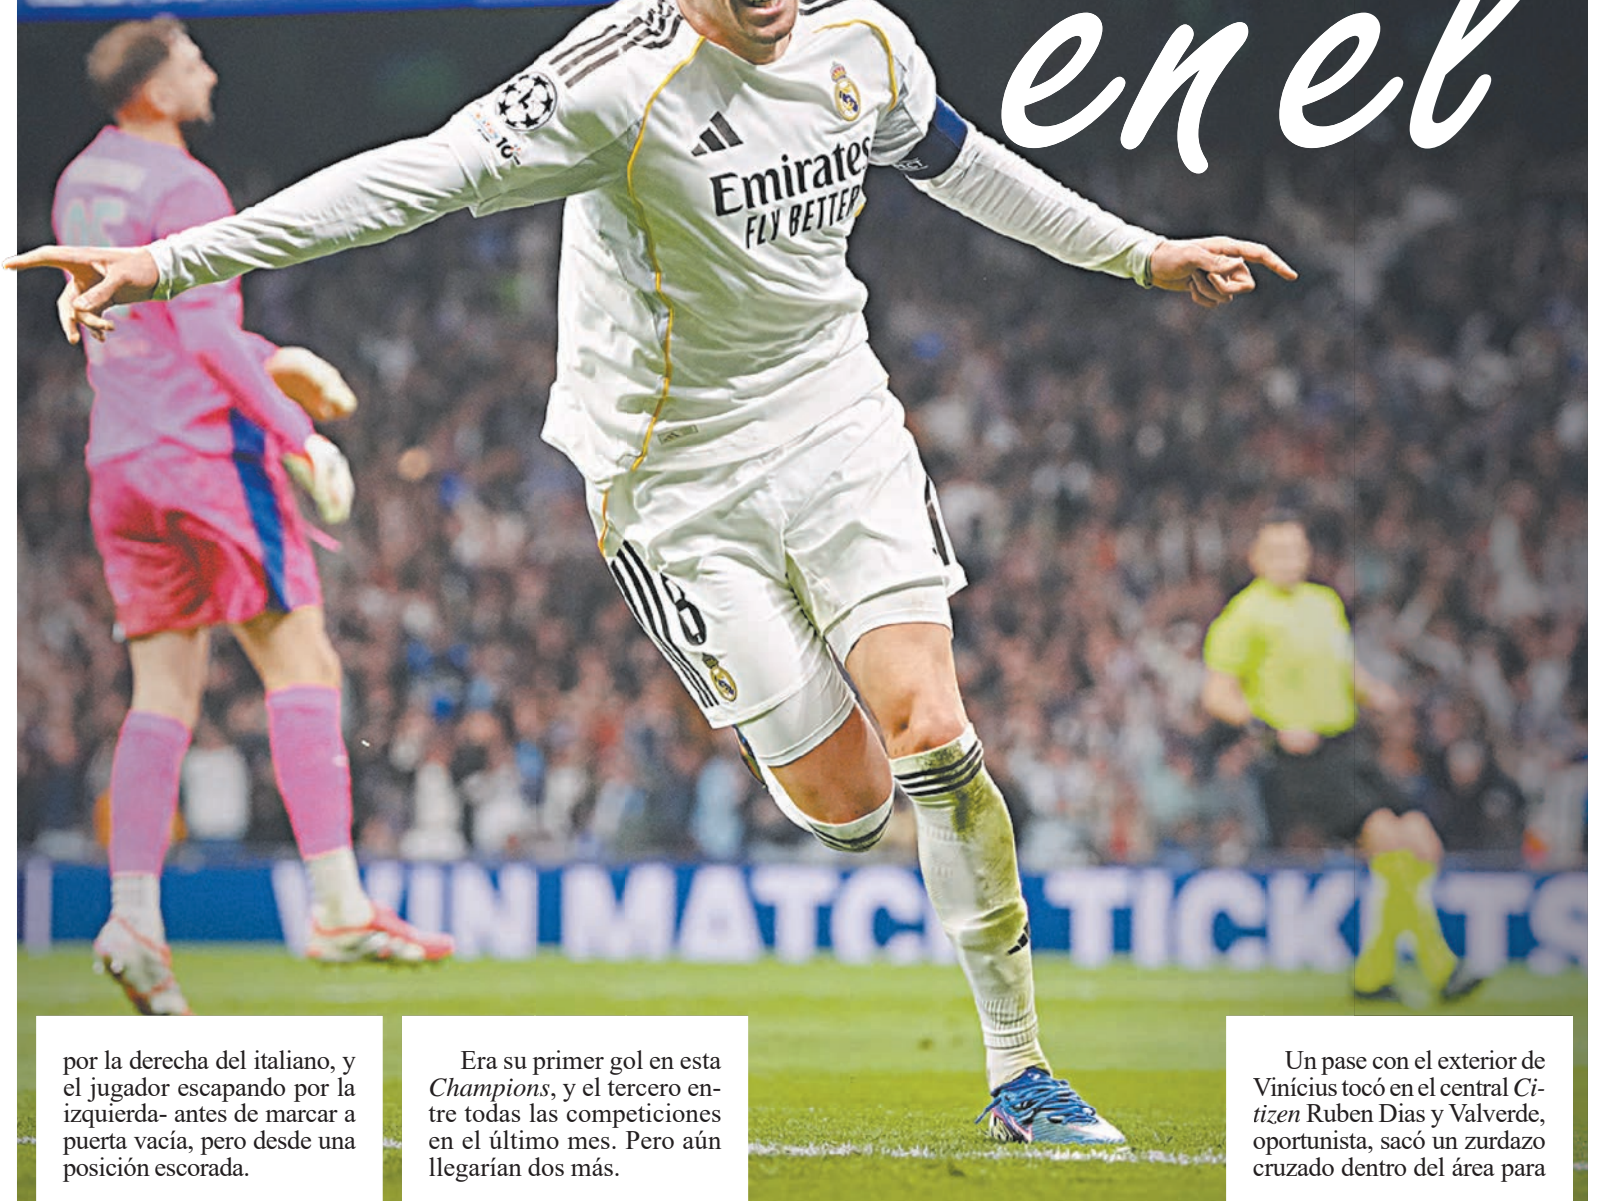 en el
Emirates
FLY BETTER
8
WIN MATCH TICKETS
por la derecha del italiano, y
el jugador escapando por la
izquierda- antes de marcar a
puerta vacía, pero desde una
posición escorada.
Era su primer gol en esta
Champions, y el tercero en-
tre todas las competiciones
en el último mes. Pero aún
llegarían dos más.
Un pase con el exterior de
Vinícius tocó en el central Ci-
tizen Ruben Dias y Valverde,
oportunista, sacó un zurdazo
cruzado dentro del área para